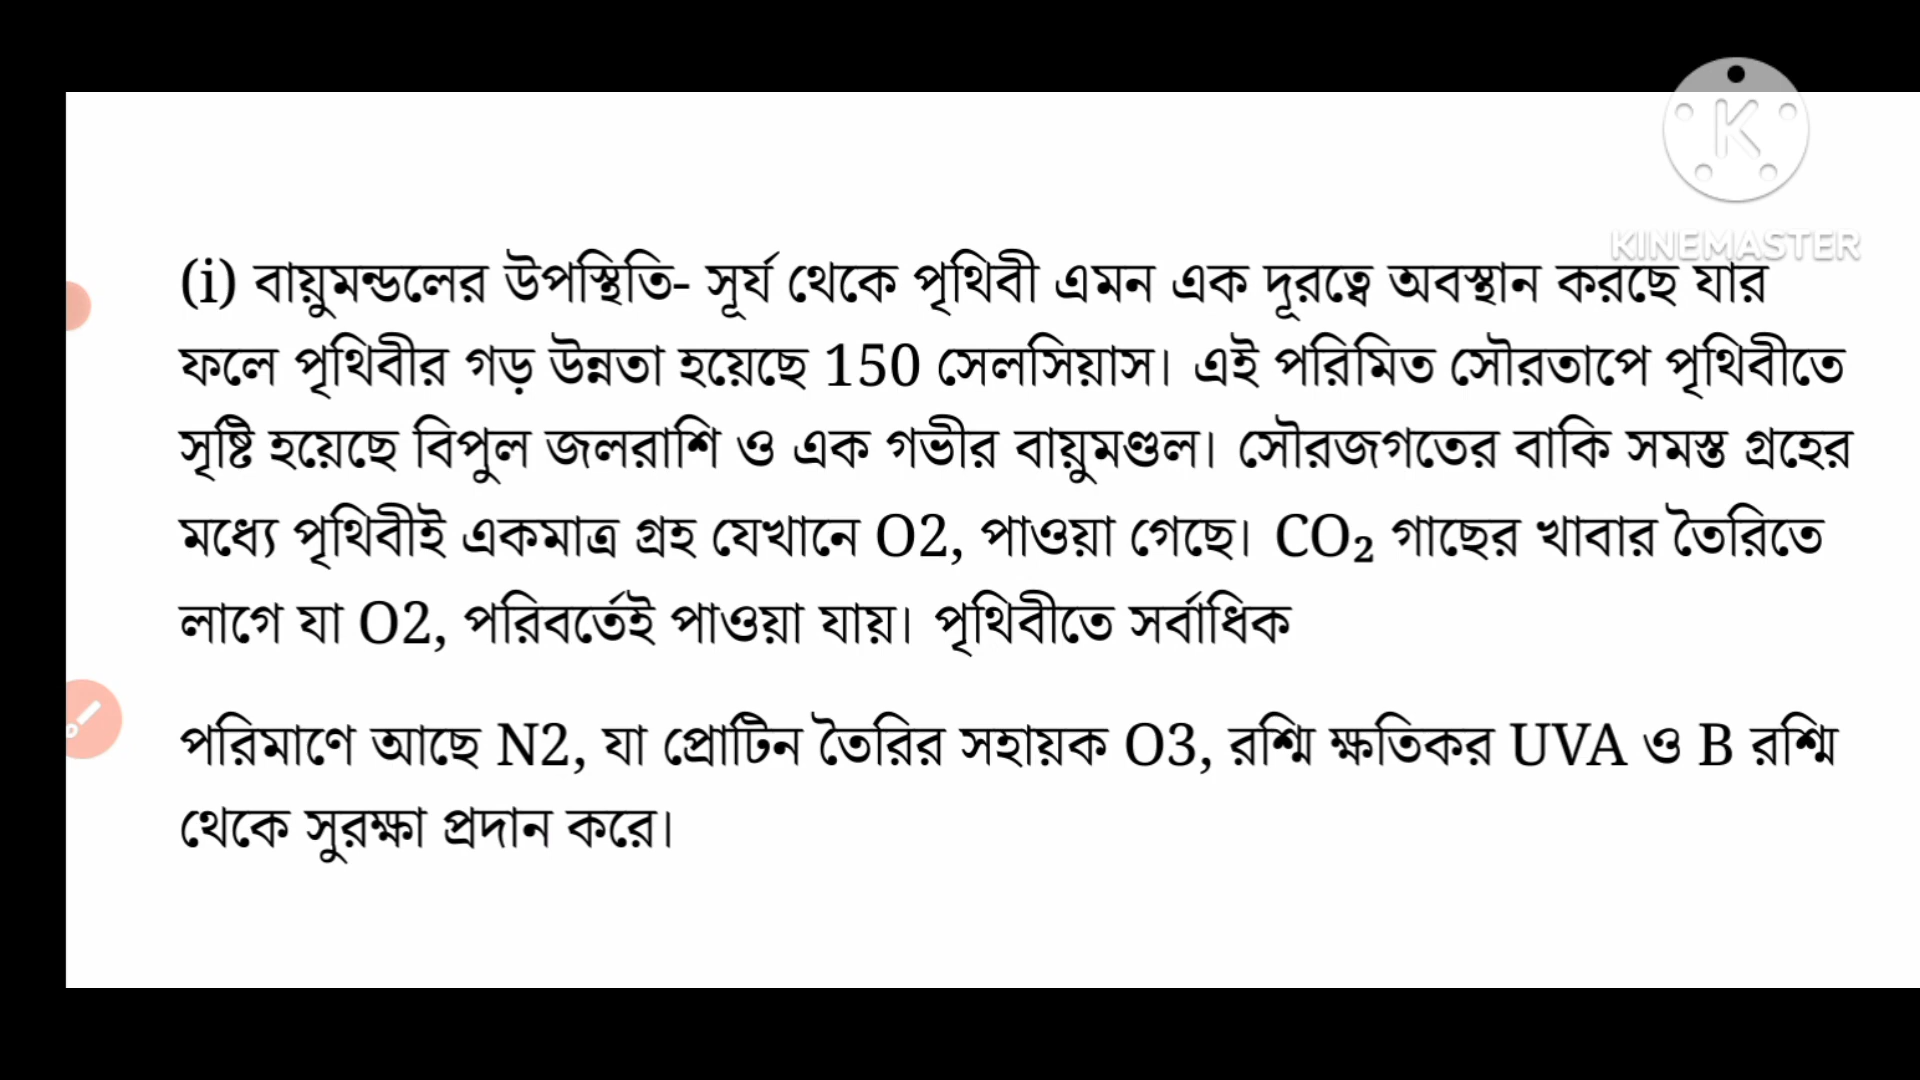 KINEMASTER
(i) বায়ুমন্ডলের উপস্থিতি- সূর্য থেকে পৃথিবী এমন এক দূরত্বে অবস্থান করছে যার
ফলে পৃথিবীর গড় উন্নতা হয়েছে 150 সেলসিয়াস। এই পরিমিত সৌরতাপে পৃথিবীতে
সৃষ্টি হয়েছে বিপুল জলরাশি ও এক গভীর বায়ুমণ্ডল। সৌরজগতের বাকি সমস্ত গ্রহের
মধ্যে পৃথিবীই একমাত্র গ্রহ যেখানে O2, পাওয়া গেছে। CO₂ গাছের খাবার তৈরিতে
লাগে যা O2, পরিবর্তেই পাওয়া যায়। পৃথিবীতে সর্বাধিক
পরিমাণে আছে N2, যা প্রোটিন তৈরির সহায়ক O3, রশ্মি ক্ষতিকর UVA ও B রশ্মি
থেকে সুরক্ষা প্রদান করে।